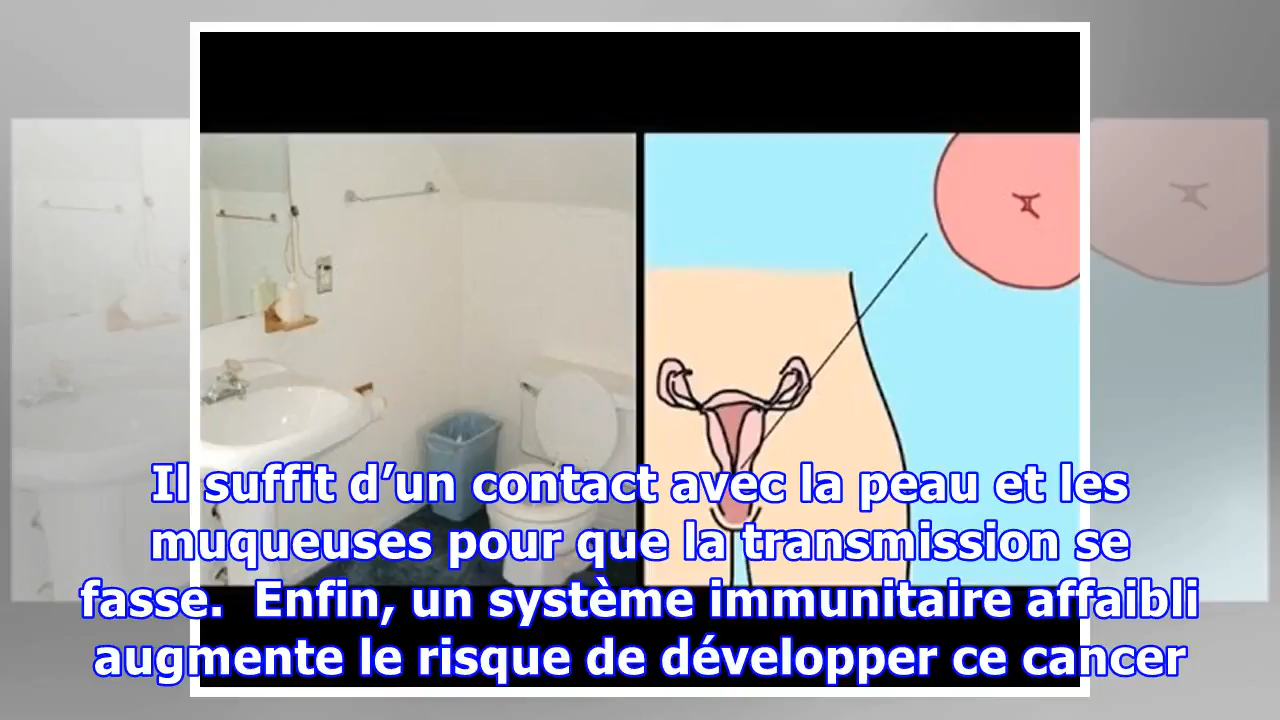 Il suffit d’un contact avec la peau et les
muqueuses pour que la transmission se
fasse.  Enfin, un système immunitaire affaibli
augmente le risque de développer ce cancer